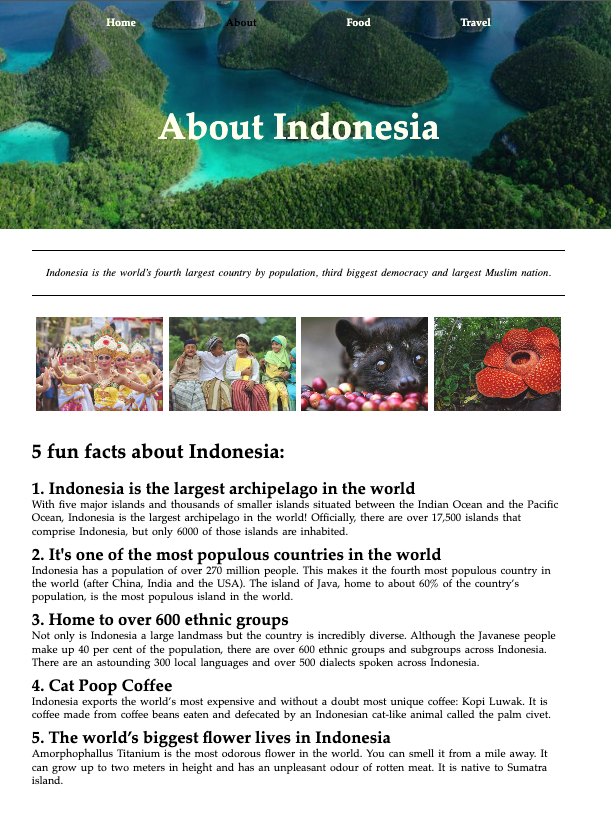 Home About Food Travel
About Indonesia
Indonesia is the world's fourth largest country by population, third biggest democracy and largest Muslim nation.
5 fun facts about Indonesia:
1. Indonesia is the largest archipelago in the world
With five major islands and thousands of smaller islands situated between the Indian Ocean and the Pacific
Ocean, Indonesia is the largest archipelago in the world! Officially, there are over 17,500 islands that
comprise Indonesia, but only 6000 of those islands are inhabited.
2. It's one of the most populous countries in the world
Indonesia has a population of over 270 million people. This makes it the fourth most populous country in
the world (after China, India and the USA). The island of Java, home to about 60% of the country's
population, is the most populous island in the world.
3. Home to over 600 ethnic groups
Not only is Indonesia a large landmass but the country is incredibly diverse. Although the Javanese people
make up 40 per cent of the population, there are over 600 ethnic groups and subgroups across Indonesia.
There are an astounding 300 local languages and over 500 dialects spoken across Indonesia.
4. Cat Poop Coffee
Indonesia exports the world's most expensive and without a doubt most unique coffee: Kopi Luwak. It is
coffee made from coffee beans eaten and defecated by an Indonesian cat-like animal called the palm civet.
5. The world's biggest flower lives in Indonesia
Amorphophallus Titanium is the most odorous flower in the world. You can smell it from a mile away. It
can grow up to two meters in height and has an unpleasant odour of rotten meat. It is native to Sumatra
island.